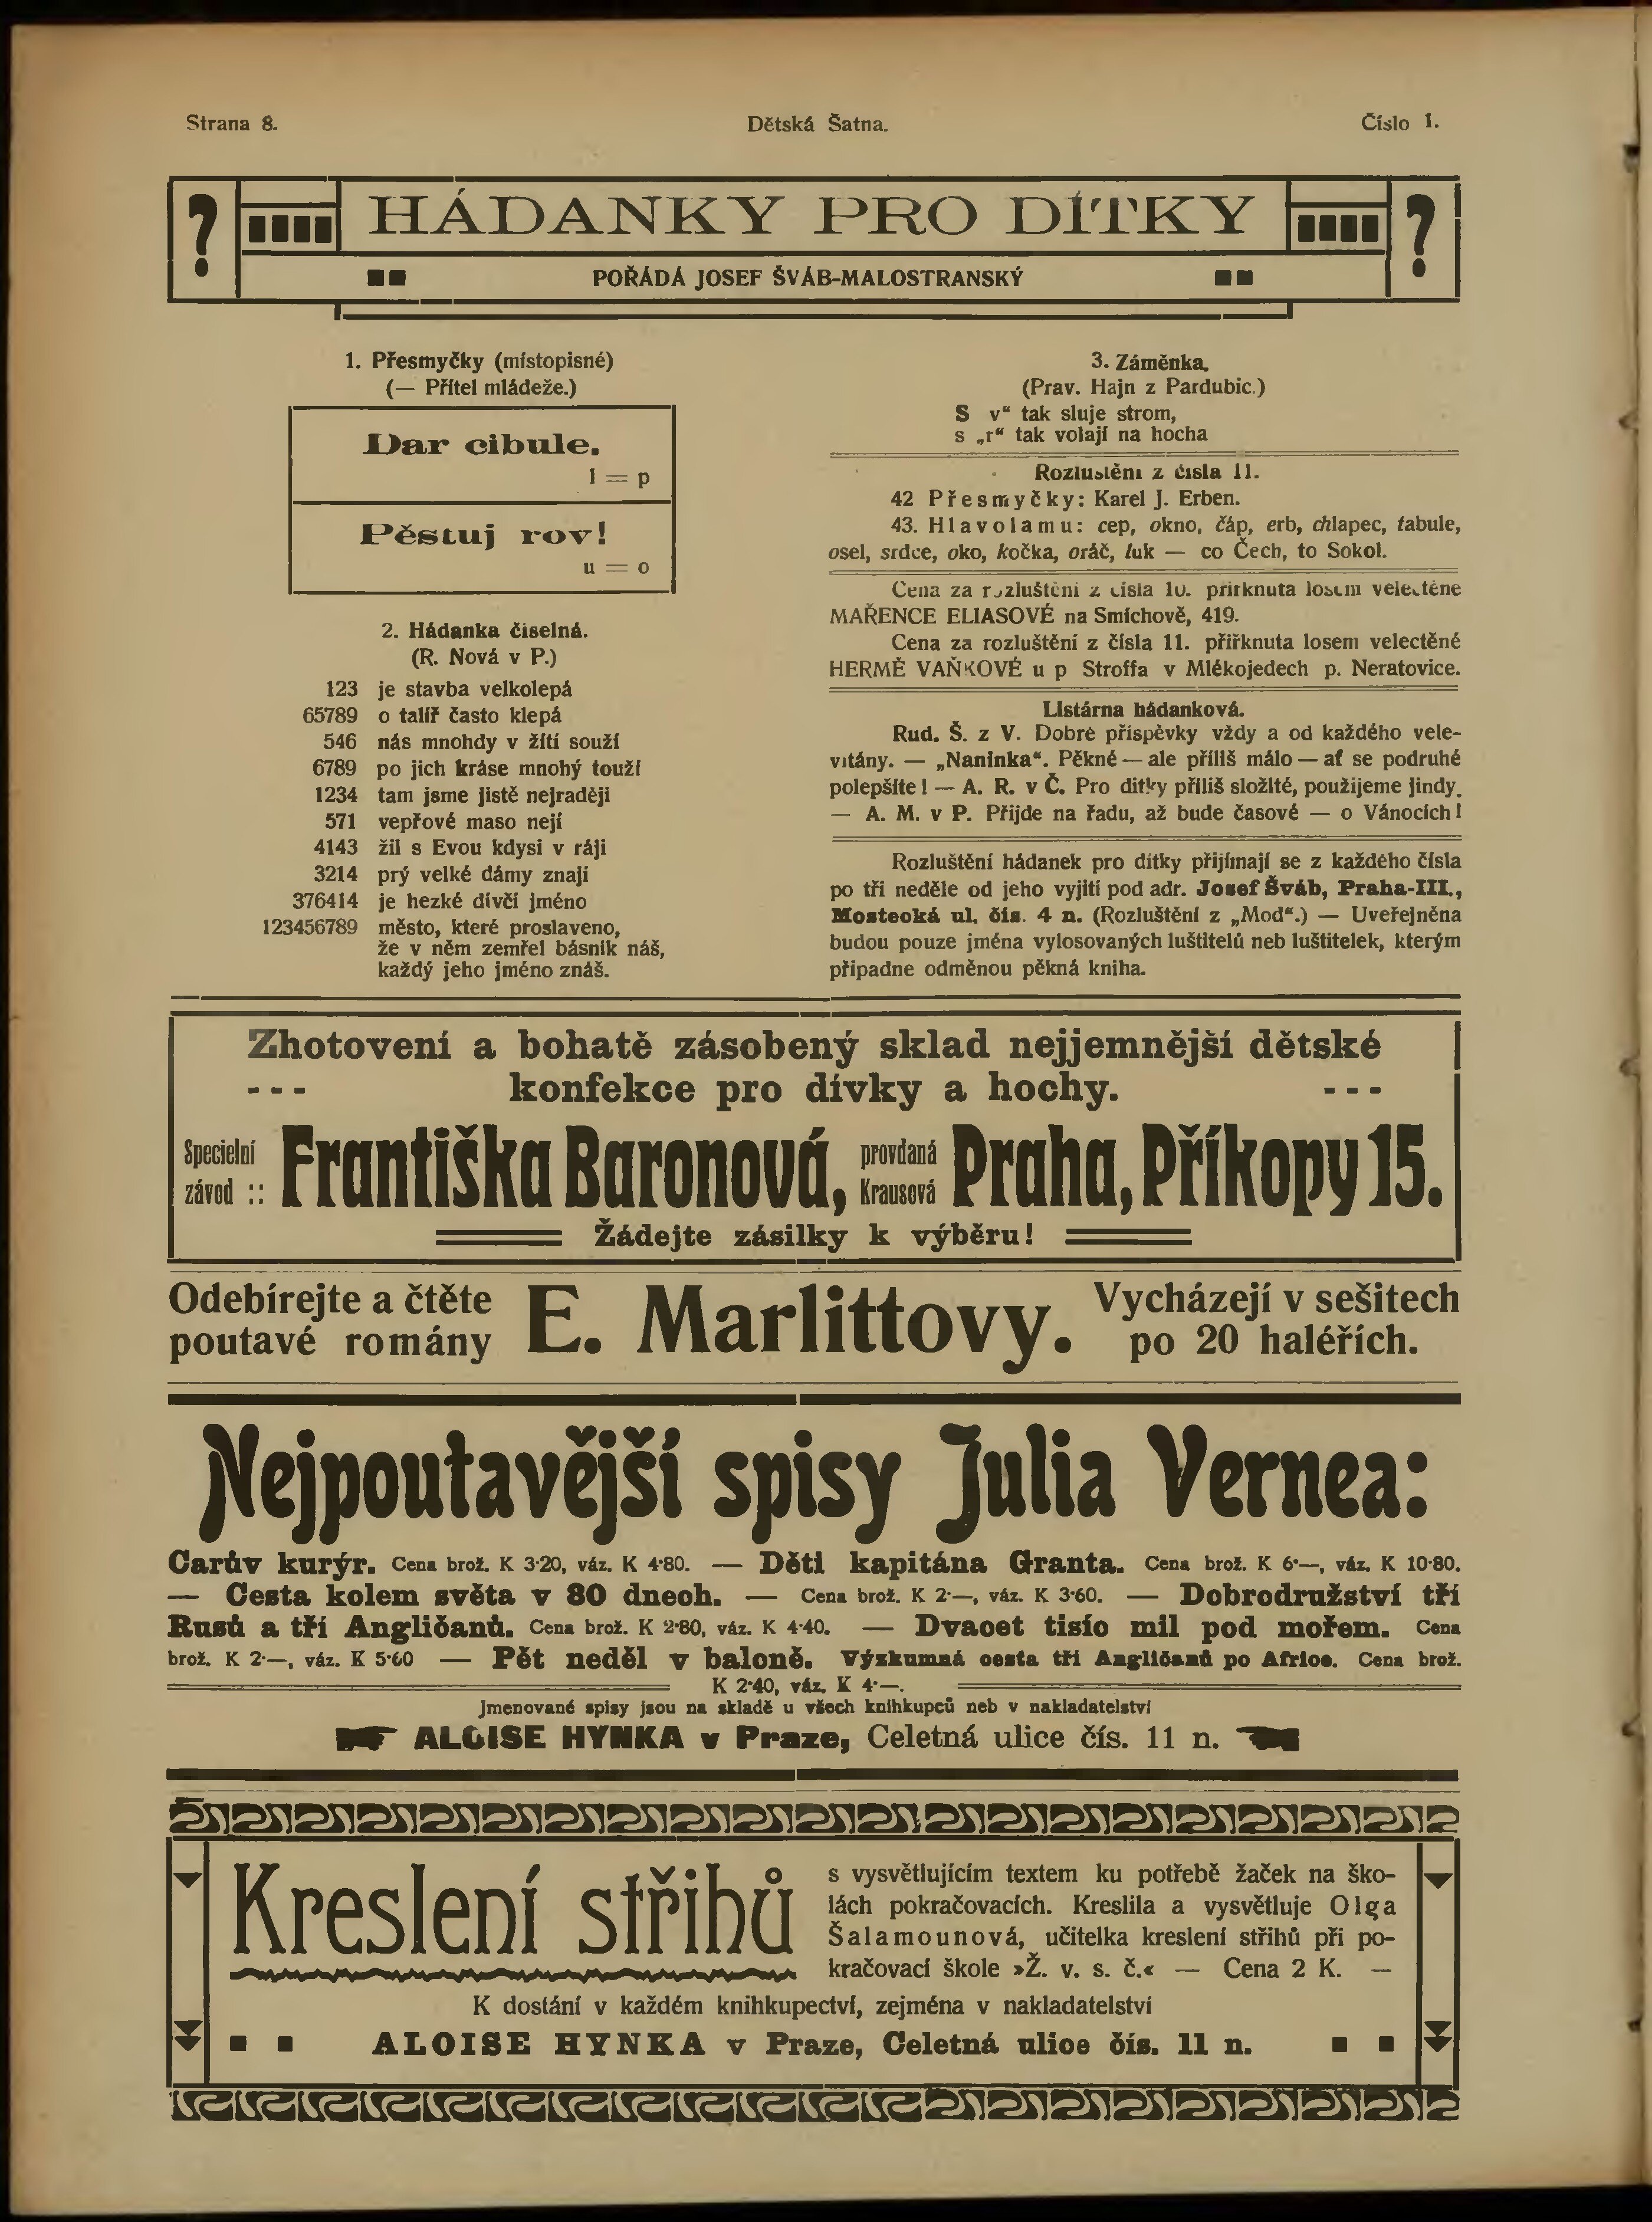 Strana 8.
Dětská Šatna.
Číslo 1.
? HÁDANKY PRO DÍTKY ?
POŘÁDÁ JOSEF ŠVÁB-MALOSTRANSKÝ
1. Přesmyčky (místopisné)
(— Přítel mládeže.)
Dar cibule.
l = p
Pěstuj rov!
u = o
2. Hádanka číselná.
(R. Nová v P.)
123 je stavba velkolepá
65789 o talíř často klepá
546 nás mnohdy v žití souží
6789 po jich kráse mnohý touží
1234 tam jsme jistě nejraději
571 vepřové maso nejí
4143 žil s Evou kdysi v ráji
3214 prý velké dámy znají
376414 je hezké dívčí jméno
123456789 město, které proslaveno,
že v něm zemřel básník náš,
každý jeho jméno znáš.
3. Záměnka.
(Prav. Hajn z Pardubic.)
S v“ tak sluje strom,
s „r“ tak volají na hocha
Rozluštění z čísla 11.
42 Přesmyčky: Karel J. Erben.
43. Hlavolamu: cep, okno, čáp, erb, chlapec, tabule,
osel, srdce, oko, kočka, oráč, luk — co Čech, to Sokol.
Cena za rozluštění z čísla 10. přiřknuta losem velectěné
MAŘENCE ELIASOVÉ na Smíchově, 419.
Cena za rozluštění z čísla 11. přiřknuta losem velectěné
HERMĚ VAŇKOVÉ u p Stroffa v Mlékojedech p. Neratovice.
Listárna hádanková.
Rud. Š. z V. Dobré příspěvky vždy a od každého vele-
vítány. — „Naninka“. Pěkné — ale příliš málo — ať se podruhé
polepšíte! — A. R. v Č. Pro dítky příliš složité, použijeme jindy.
— A. M. v P. Přijde na řadu, až bude časové — o Vánocích!
Rozluštění hádanek pro dítky přijímají se z každého čísla
po tři neděle od jeho vyjití pod adr. Josef Šváb, Praha-III.,
Mostecká ul. čís. 4 n. (Rozluštění z „Mod“.) — Uveřejněna
budou pouze jména vylosovaných luštitelů neb luštitelek, kterým
připadne odměnou pěkná kniha.
Zhotovení a bohatě zásobený sklad nejjemnější dětské
--- konfekce pro dívky a hochy. ---
Specielní závod :: Františka Baronová, provdaná Krausová Praha, Příkopy 15.
Žádejte zásilky k výběru!
Odebírejte a čtěte
poutavé romány
E. Marlittovy.
Vycházejí v sešitech
po 20 haléřích.
Nejpoutavější spisy Julia Vernea:
Carův kurýr. Cena brož. K 3·20, váz. K 4·80. — Děti kapitána Granta. Cena brož. K 6·—, váz. K 10·80.
— Cesta kolem světa v 80 dnech. — Cena brož. K 2·—, váz. K 3·60. — Dobrodružství tří
Rusů a tří Angličanů. Cena brož. K 2·80, váz. K 4·40. — Dvacet tisíc mil pod mořem. Cena
brož. K 2·—, váz. K 5·60 — Pět neděl v baloně. Výzkumná cesta tří Angličanů po Africe. Cena brož.
K 2·40, váz. K 4·—.
Jmenované spisy jsou na skladě u všech knihkupců neb v nakladatelství
ALOISE HYNKA v Praze, Celetná ulice čís. 11 n.
Kreslení střihů
s vysvětlujícím textem ku potřebě žaček na ško-
lách pokračovacích. Kreslila a vysvětluje Olga
Šalamounová, učitelka kreslení střihů při po-
kračovací škole »Ž. v. s. č.« — Cena 2 K. —
K dostání v každém knihkupectví, zejména v nakladatelství
ALOISE HYNKA v Praze, Celetná ulice čís. 11 n.